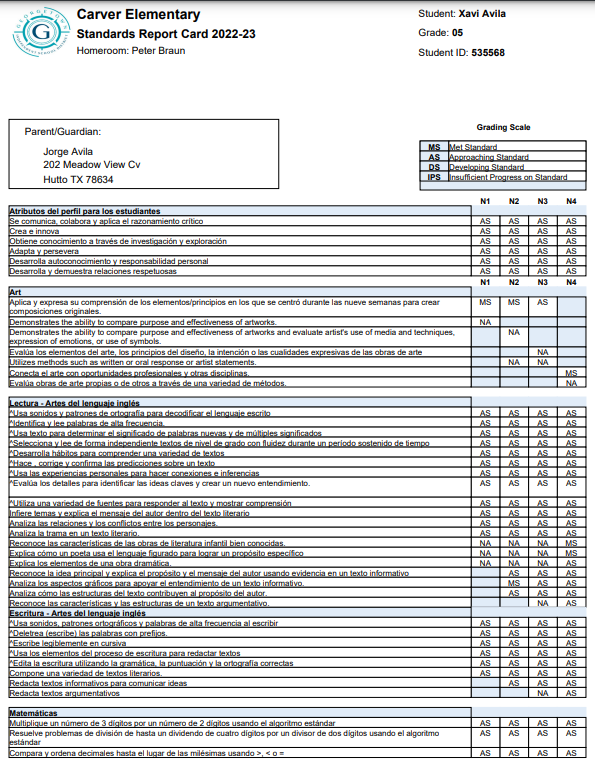 GEORGETOWN
G
Carver Elementary
Standards Report Card 2022-23
Homeroom: Peter Braun
Student: Xavi Avila
Grade: 05
Student ID: 535568
Parent/Guardian:
Jorge Avila
202 Meadow View Cv
Hutto TX 78634
Grading Scale
MS Met Standard
AS Approaching Standard
DS Developing Standard
IPS Insufficient Progress on Standard
N1 N2 N3 N4
Atributos del perfil para los estudiantes
Se comunica, colabora y aplica el razonamiento crítico AS AS AS AS
Crea e innova AS AS AS AS
Obtiene conocimiento a través de investigación y exploración AS AS AS AS
Adapta y persevera AS AS AS AS
Desarrolla autoconocimiento y responsabilidad personal AS AS AS AS
Desarrolla y demuestra relaciones respetuosas AS AS AS AS
N1 N2 N3 N4
Art
Aplica y expresa su comprensión de los elementos/principios en los que se centró durante las nueve semanas para crear MS MS AS
composiciones originales.
Demonstrates the ability to compare purpose and effectiveness of artworks. NA
Demonstrates the ability to compare purpose and effectiveness of artworks and evaluate artist's use of media and techniques, NA
expression of emotions, or use of symbols.
Evalúa los elementos del arte, los principios del diseño, la intención o las cualidades expresivas de las obras de arte NA
Utilizes methods such as written or oral response or artist statements. NA NA
Conecta el arte con oportunidades profesionales y otras disciplinas. MS
Evalúa obras de arte propias o de otros a través de una variedad de métodos. NA
Lectura - Artes del lenguaje inglés
^Usa sonidos y patrones de ortografía para decodificar el lenguaje escrito AS AS AS AS
^Identifica y lee palabras de alta frecuencia. AS AS AS AS
^Usa texto para determinar el significado de palabras nuevas y de múltiples significados AS AS AS AS
^Selecciona y lee de forma independiente textos de nivel de grado con fluidez durante un período sostenido de tiempo AS AS AS AS
^Desarrolla hábitos para comprender una variedad de textos AS AS AS AS
^Hace , corrige y confirma las predicciones sobre un texto AS AS AS AS
^Usa las experiencias personales para hacer conexiones e inferencias AS AS AS AS
^Evalúa los detalles para identificar las ideas claves y crear un nuevo entendimiento. AS AS AS AS
^Utiliza una variedad de fuentes para responder al texto y mostrar comprensión AS AS AS AS
Infiere temas y explica el mensaje del autor dentro del texto literario AS AS AS AS
Analiza las relaciones y los conflictos entre los personajes. AS AS AS AS
Analiza la trama en un texto literario. AS AS AS AS
Reconoce las características de las obras de literatura infantil bien conocidas. NA NA NA MS
Explica cómo un poeta usa el lenguaje figurado para lograr un propósito específico NA NA NA MS
Explica los elementos de una obra dramática. NA NA NA AS
Reconoce la idea principal y explica el propósito y el mensaje del autor usando evidencia en un texto informativo AS AS AS
Analiza los aspectos gráficos para apoyar el entendimiento de un texto informativo. MS AS AS
Analiza cómo las estructuras del texto contribuyen al propósito del autor. AS AS AS
Reconoce las características y las estructuras de un texto argumentativo. NA AS
Escritura - Artes del lenguaje inglés
^Usa sonidos, patrones ortográficos y palabras de alta frecuencia al escribir AS AS AS AS
^Deletrea (escribe) las palabras con prefijos. AS AS AS AS
^Escribe legiblemente en cursiva AS AS AS AS
^Usa los elementos del proceso de escritura para redactar textos AS AS AS AS
^Edita la escritura utilizando la gramática, la puntuación y la ortografía correctas AS AS AS AS
Compone una variedad de textos literarios. AS AS AS AS
Redacta textos informativos para comunicar ideas AS AS AS
Redacta textos argumentativos NA AS
Matemáticas
Multiplique un número de 3 dígitos por un número de 2 dígitos usando el algoritmo estándar AS AS AS AS
Resuelve problemas de división de hasta un dividendo de cuatro dígitos por un divisor de dos dígitos usando el algoritmo AS AS AS AS
estándar
Compara y ordena decimales hasta el lugar de las milésimas usando >, < o = AS AS AS AS